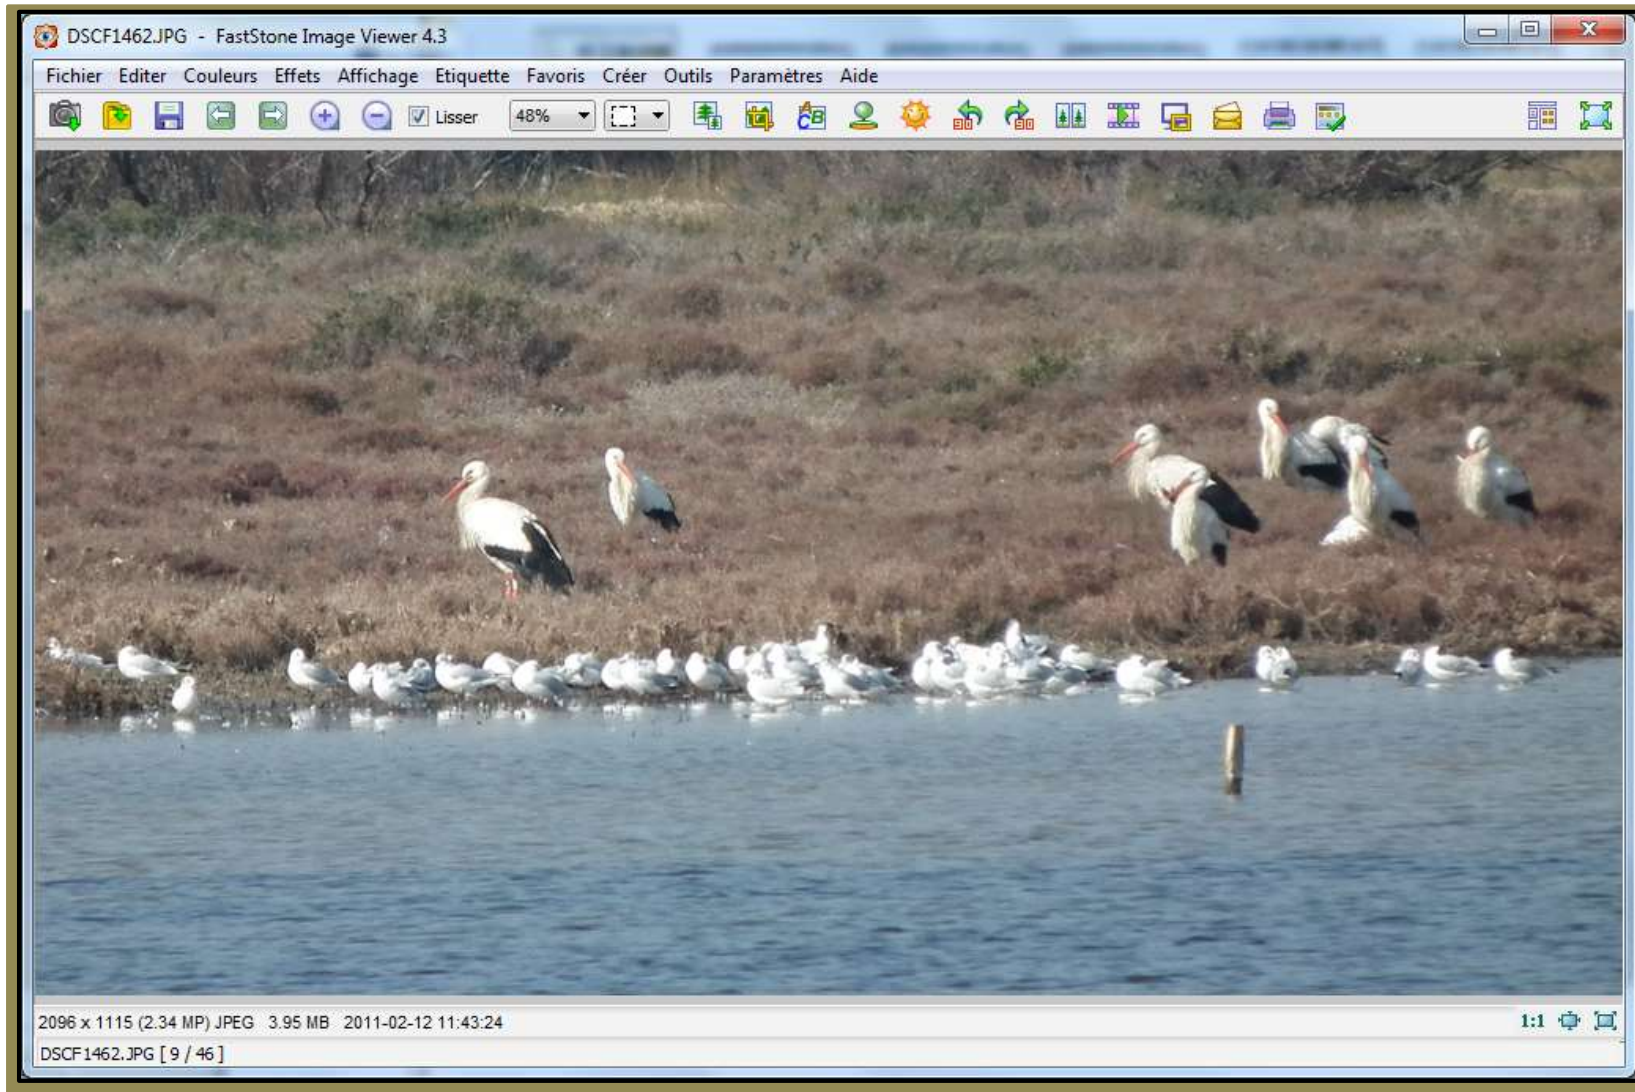 DSCF1462.JPG - FastStone Image Viewer 4.3
Fichier Editer Couleurs Effets Affichage Etiquette Favoris Créer Outils Paramètres Aide
Lisser 48%
2096 x 1115 (2.34 MP) JPEG 3.95 MB 2011-02-12 11:43:24 1:1
DSCF1462.JPG [ 9 / 46 ]